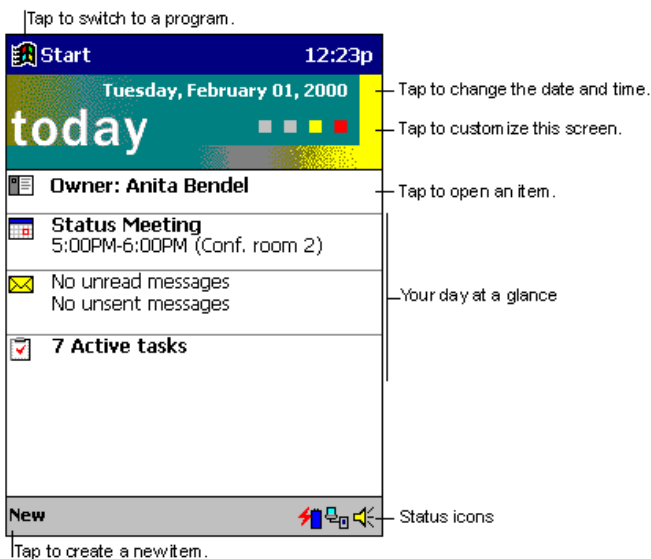 Tap to switch to a program.
Start 12:23p
Tuesday, February 01, 2000
Tap to change the date and time.
today
Tap to customize this screen.
Owner: Anita Bendel
Tap to open an item.
Status Meeting
5:00PM-6:00PM (Conf. room 2)
No unread messages
No unsent messages
Your day at a glance
7 Active tasks
New
Status icons
Tap to create a new item.